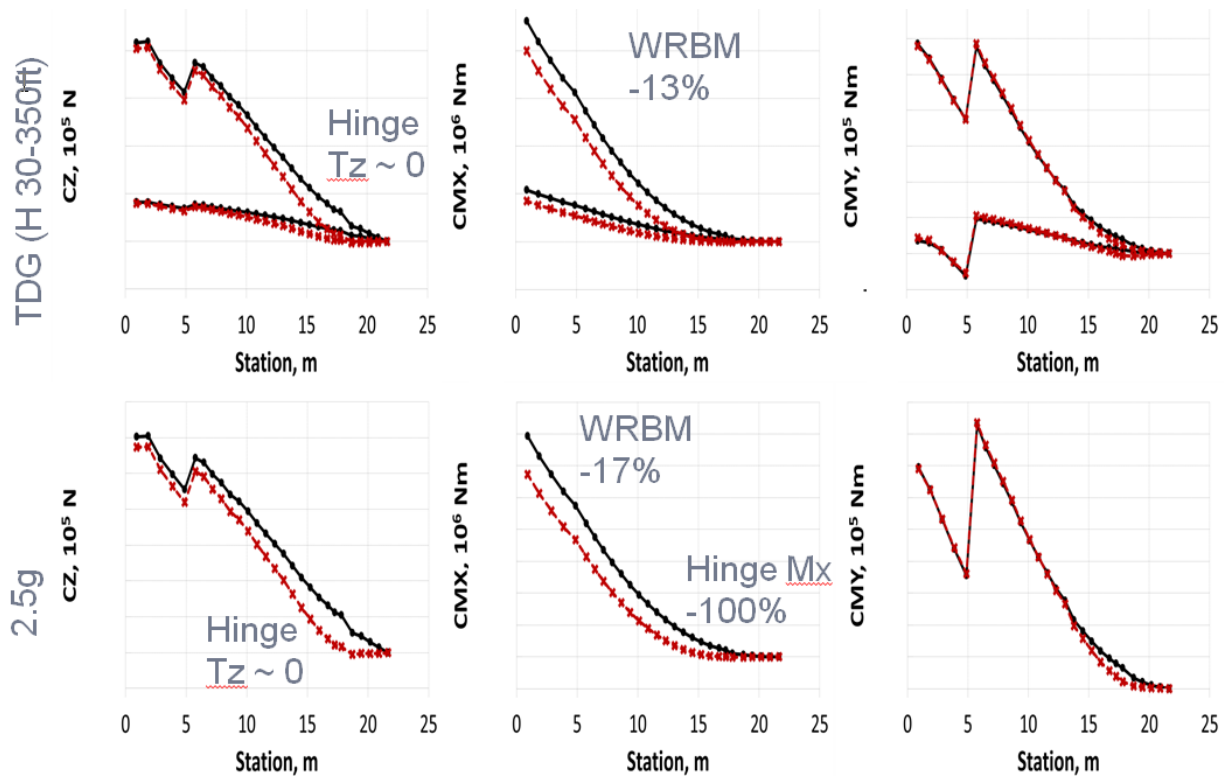 TDG (H 30-350ft)
CZ, 10⁵ N
Hinge
Tz ~ 0
0 5 10 15 20 25
Station, m
CMX, 10⁶ Nm
WRBM
-13%
0 5 10 15 20 25
Station, m
CMY, 10⁵ Nm
0 5 10 15 20 25
Station, m
2.5g
CZ, 10⁵ N
Hinge
Tz ~ 0
0 5 10 15 20 25
Station, m
CMX, 10⁶ Nm
WRBM
-17%
Hinge Mx
-100%
0 5 10 15 20 25
Station, m
CMY, 10⁵ Nm
0 5 10 15 20 25
Station, m